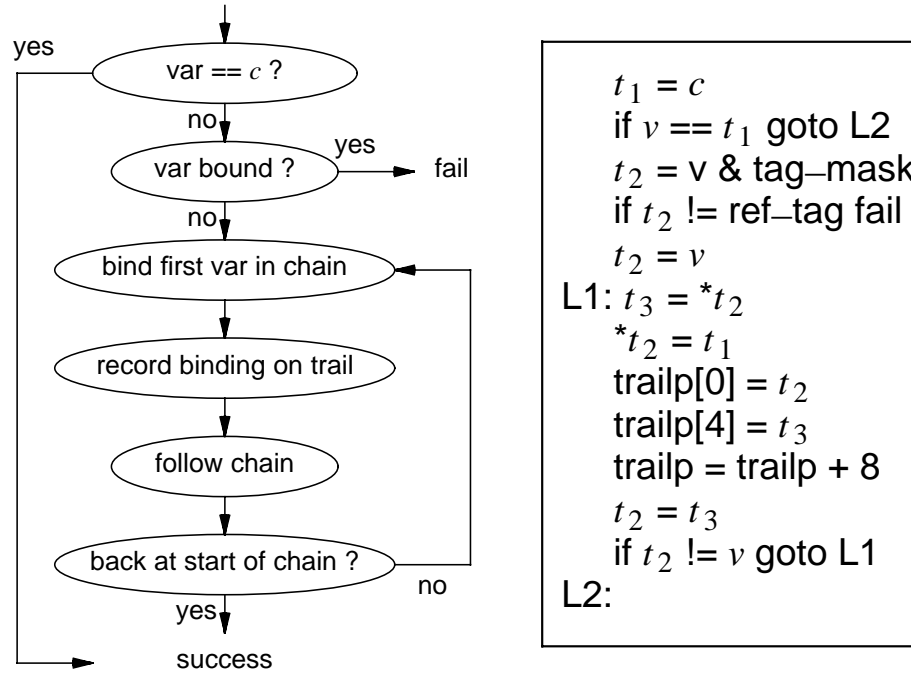 yes
var == c ?
no
var bound ?
yes
fail
no
bind first var in chain
record binding on trail
follow chain
back at start of chain ?
no
yes
success
t1 = c
if v == t1 goto L2
t2 = v & tag–mask
if t2 != ref–tag fail
t2 = v
L1: t3 = *t2
*t2 = t1
trailp[0] = t2
trailp[4] = t3
trailp = trailp + 8
t2 = t3
if t2 != v goto L1
L2: